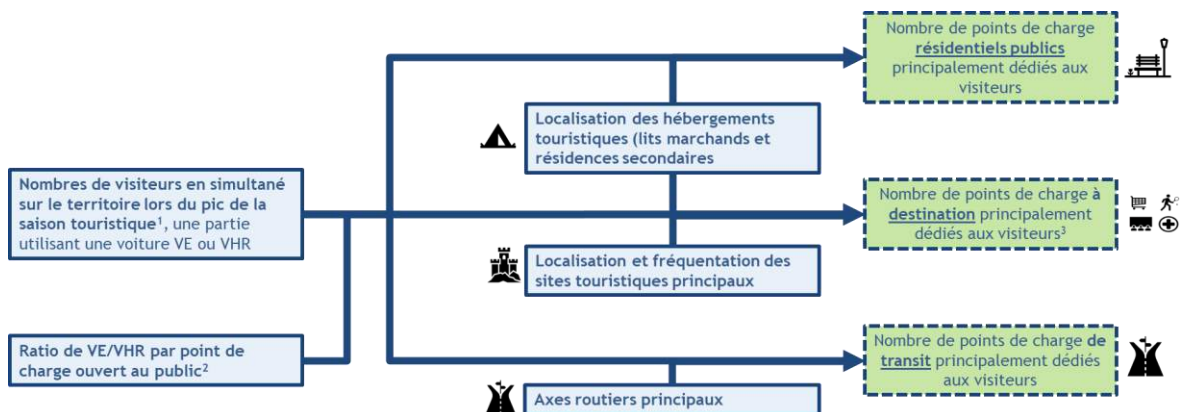 Nombre de points de charge
résidentiels publics
principalement dédiés aux
visiteurs
Localisation des hébergements
touristiques (lits marchands et
résidences secondaires
Nombres de visiteurs en simultané
sur le territoire lors du pic de la
saison touristique¹, une partie
utilisant une voiture VE ou VHR
Nombre de points de charge à
destination principalement
dédiés aux visiteurs³
Localisation et fréquentation des
sites touristiques principaux
Ratio de VE/VHR par point de
charge ouvert au public²
Nombre de points de charge de
transit principalement dédiés
aux visiteurs
Axes routiers principaux